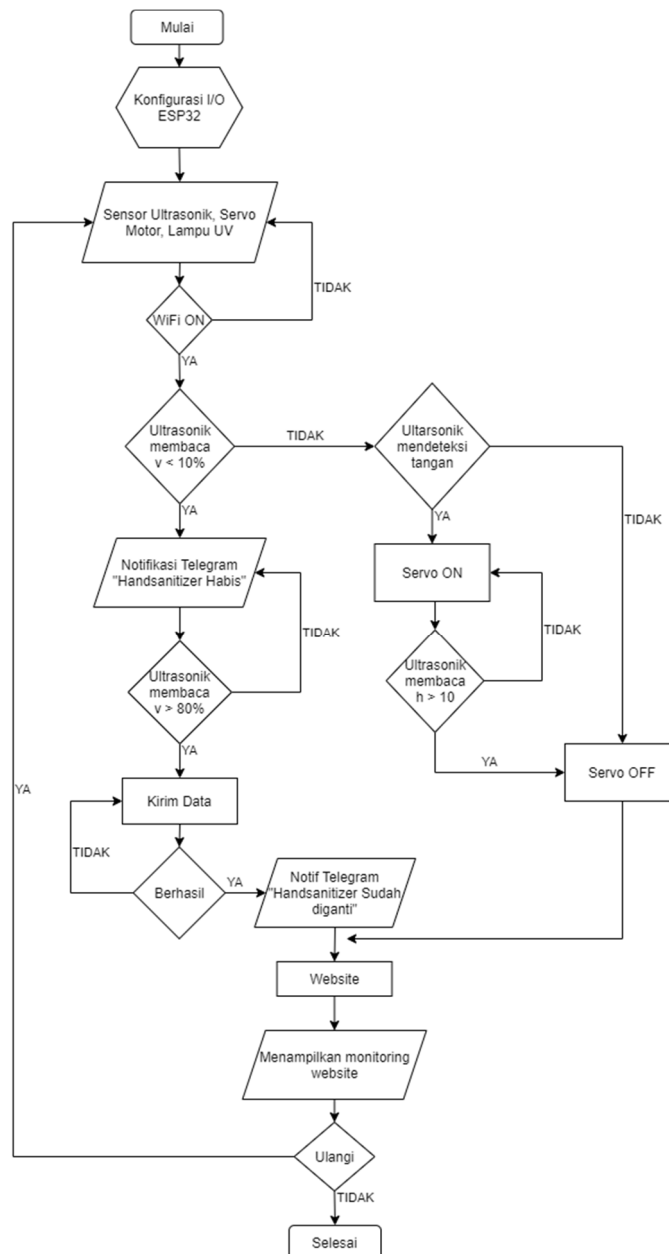 Mulai
Konfigurasi I/O
ESP32
Sensor Ultrasonik, Servo
Motor, Lampu UV
TIDAK
WiFi ON
YA
Ultrasonik
membaca
v < 10%
TIDAK
Ultarsonik
mendeteksi
tangan
TIDAK
YA
YA
Notifikasi Telegram
"Handsanitizer Habis"
TIDAK
Servo ON
TIDAK
Ultrasonik
membaca
v > 80%
Ultrasonik
membaca
h > 10
YA
YA
Servo OFF
YA
Kirim Data
TIDAK
Berhasil
YA
Notif Telegram
"Handsanitizer Sudah
diganti"
Website
Menampilkan monitoring
website
Ulangi
TIDAK
Selesai